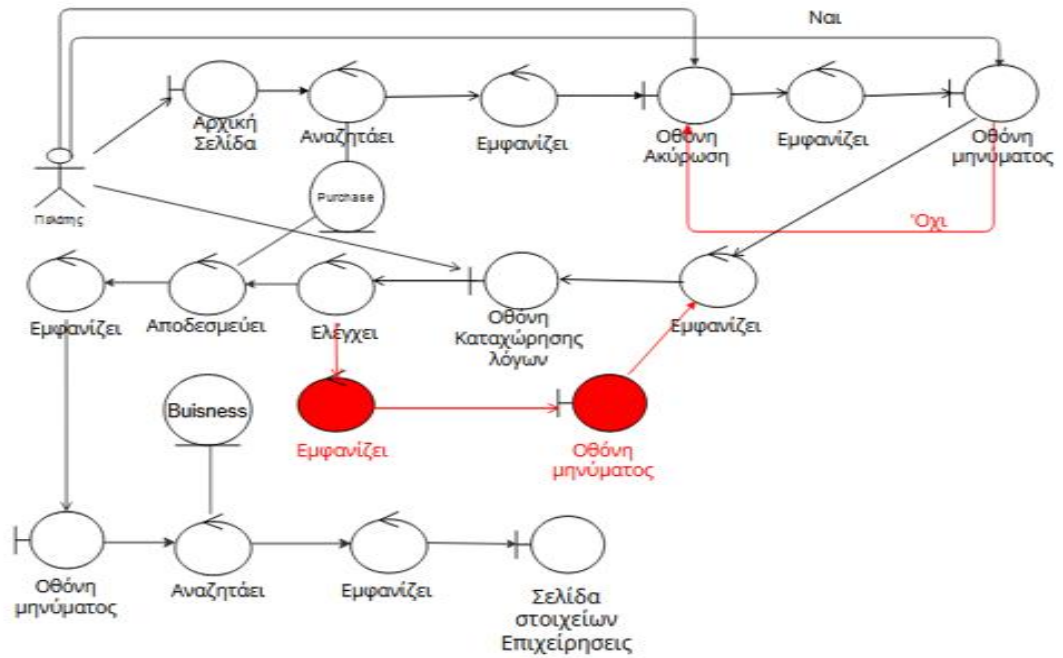 Ναι
Αρχική
Σελίδα
Αναζητάει
Εμφανίζει
Οθόνη
Ακύρωση
Εμφανίζει
Οθόνη
μηνύματος
Πελάτης
Purchase
'Όχι
Εμφανίζει
Αποδεσμεύει
Ελέγχει
Οθόνη
Καταχώρησης
λόγων
Εμφανίζει
Buisness
Εμφανίζει
Οθόνη
μηνύματος
Οθόνη
μηνύματος
Αναζητάει
Εμφανίζει
Σελίδα
στοιχείων
Επιχείρησεις